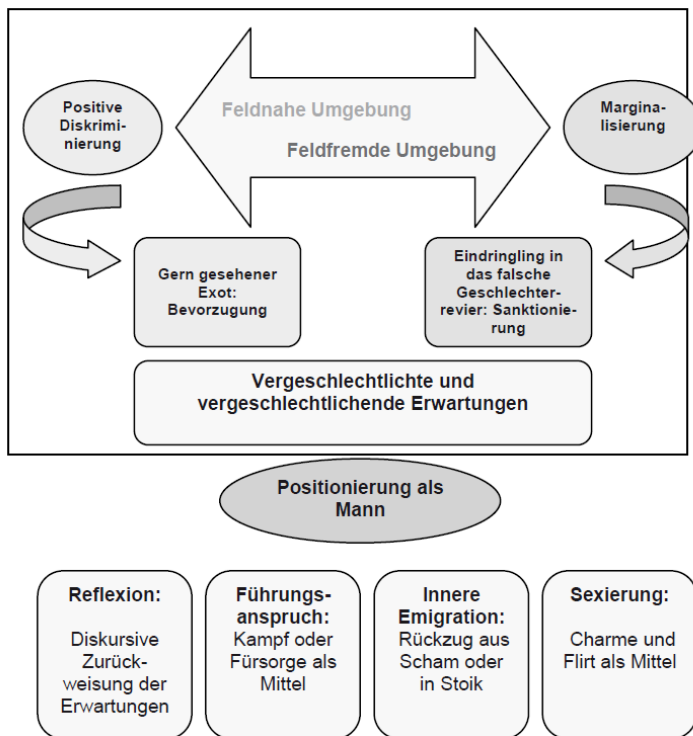 Positive
Diskrimi-
nierung
Feldnahe Umgebung
Feldfremde Umgebung
Margina-
lisierung
Gern gesehener
Exot:
Bevorzugung
Eindringling in
das falsche
Geschlechter-
revier: Sanktionie-
rung
Vergeschlechtlichte und
vergeschlechtlichende Erwartungen
Positionierung als
Mann
Reflexion:
Diskursive
Zurück-
weisung der
Erwartungen
Führungs-
anspruch:
Kampf oder
Fürsorge als
Mittel
Innere
Emigration:
Rückzug aus
Scham oder
in Stoik
Sexierung:
Charme und
Flirt als Mittel